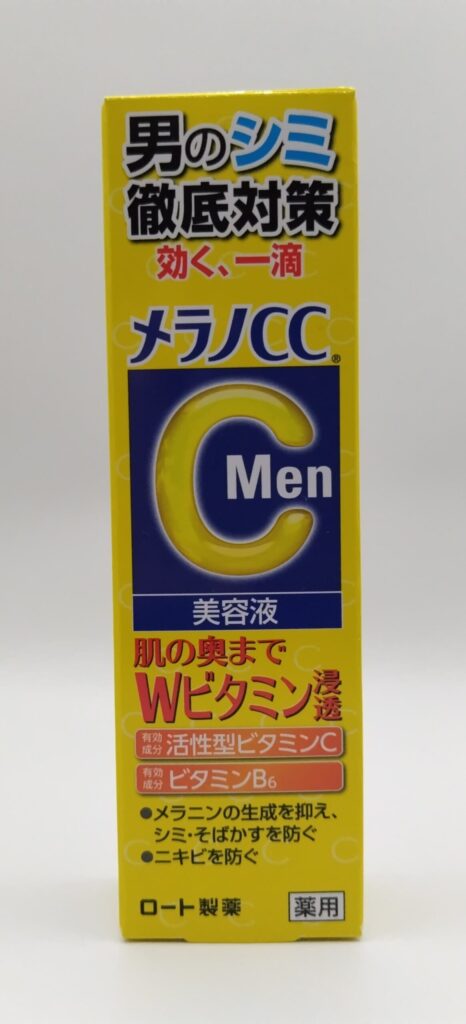 男のシミ
徹底対策
効く、一滴
メラノCC®
C Men
美容液
肌の奥まで
Wビタミン浸透
有効成分 活性型ビタミンC
有効成分 ビタミンB6
●メラニンの生成を抑え、
シミ・そばかすを防ぐ
●ニキビを防ぐ
ロート製薬 薬用